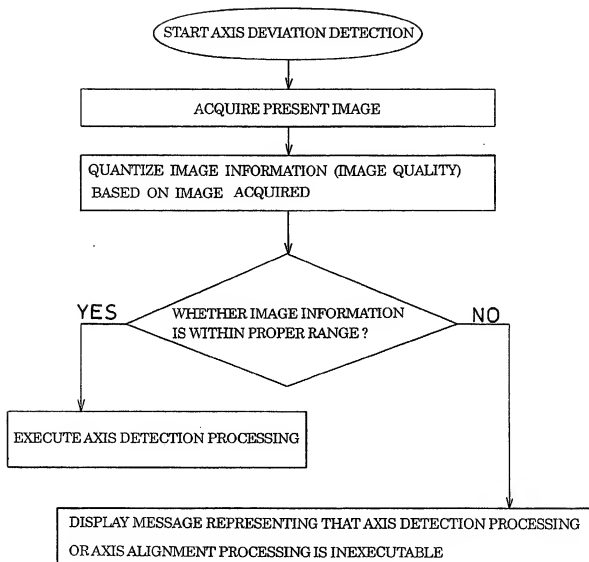 START AXIS DEVIATION DETECTION
ACQUIRE PRESENT IMAGE
QUANTIZE IMAGE INFORMATION (IMAGE QUALITY)
BASED ON IMAGE ACQUIRED
WHETHER IMAGE INFORMATION
IS WITHIN PROPER RANGE ?
YES
NO
EXECUTE AXIS DETECTION PROCESSING
DISPLAY MESSAGE REPRESENTING THAT AXIS DETECTION PROCESSING
OR AXIS ALIGNMENT PROCESSING IS INEXECUTABLE